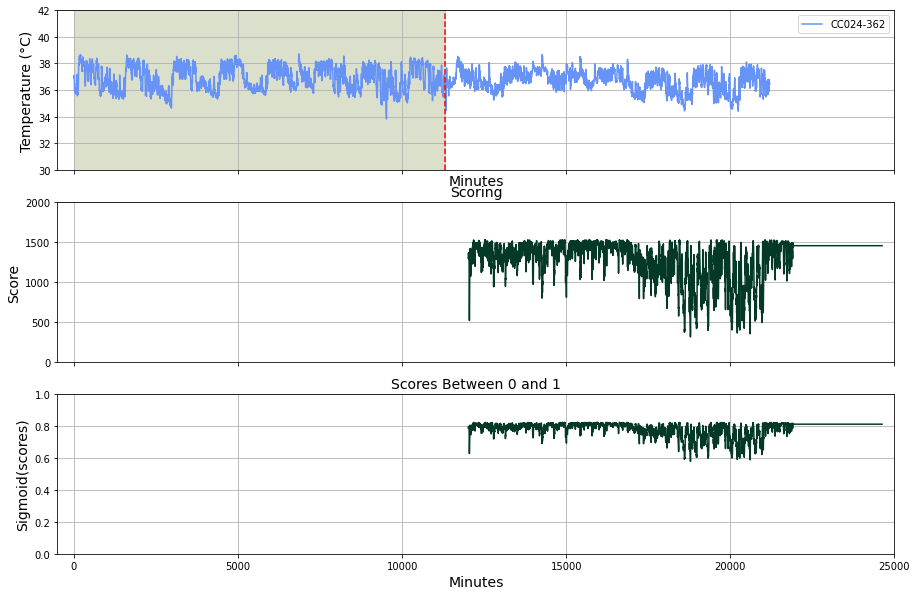 42
40
38
36
34
32
30
Temperature (°C)
CC024-362
Minutes
Scoring
2000
1500
1000
500
0
Score
Scores Between 0 and 1
1.0
0.8
0.6
0.4
0.2
0.0
Sigmoid(scores)
0 5000 10000 15000 20000 25000
Minutes